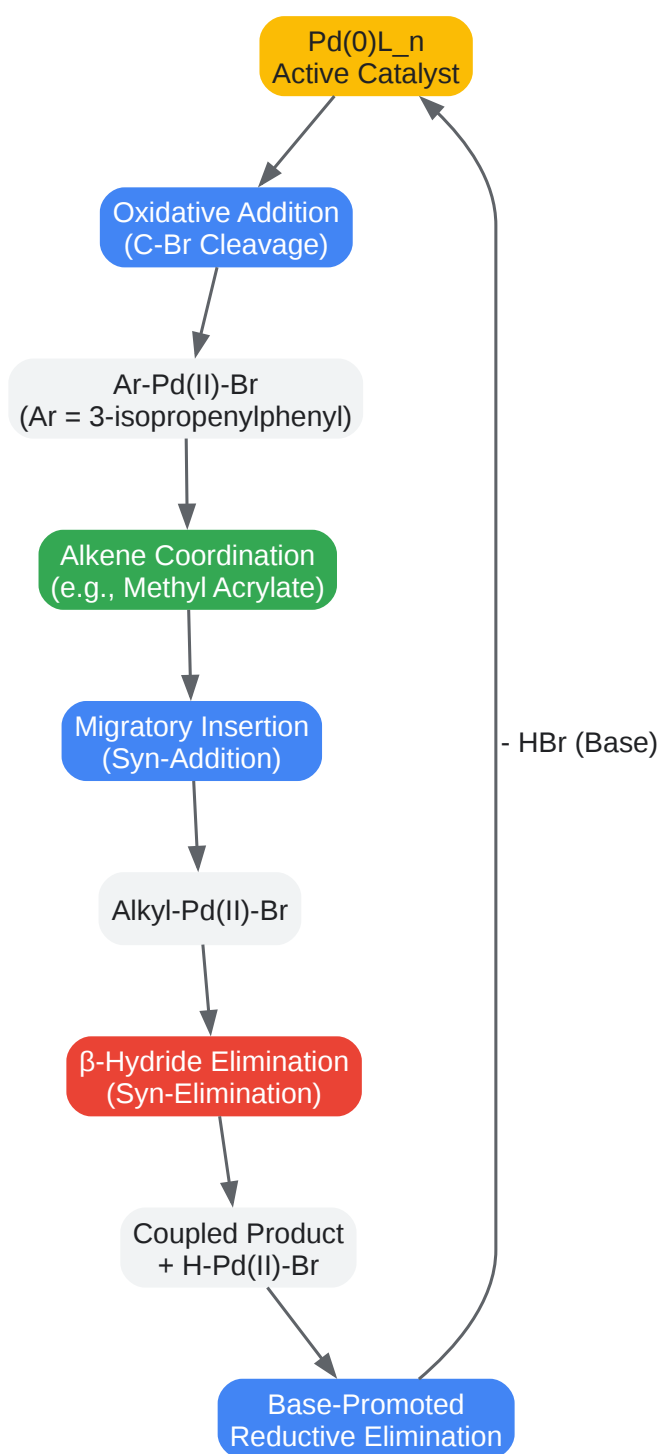 Pd(0)L_n
Active Catalyst
Oxidative Addition
(C-Br Cleavage)
Ar-Pd(II)-Br
(Ar = 3-isopropenylphenyl)
Alkene Coordination
(e.g., Methyl Acrylate)
Migratory Insertion
(Syn-Addition)
- HBr (Base)
Alkyl-Pd(II)-Br
β-Hydride Elimination
(Syn-Elimination)
Coupled Product
+ H-Pd(II)-Br
Base-Promoted
Reductive Elimination